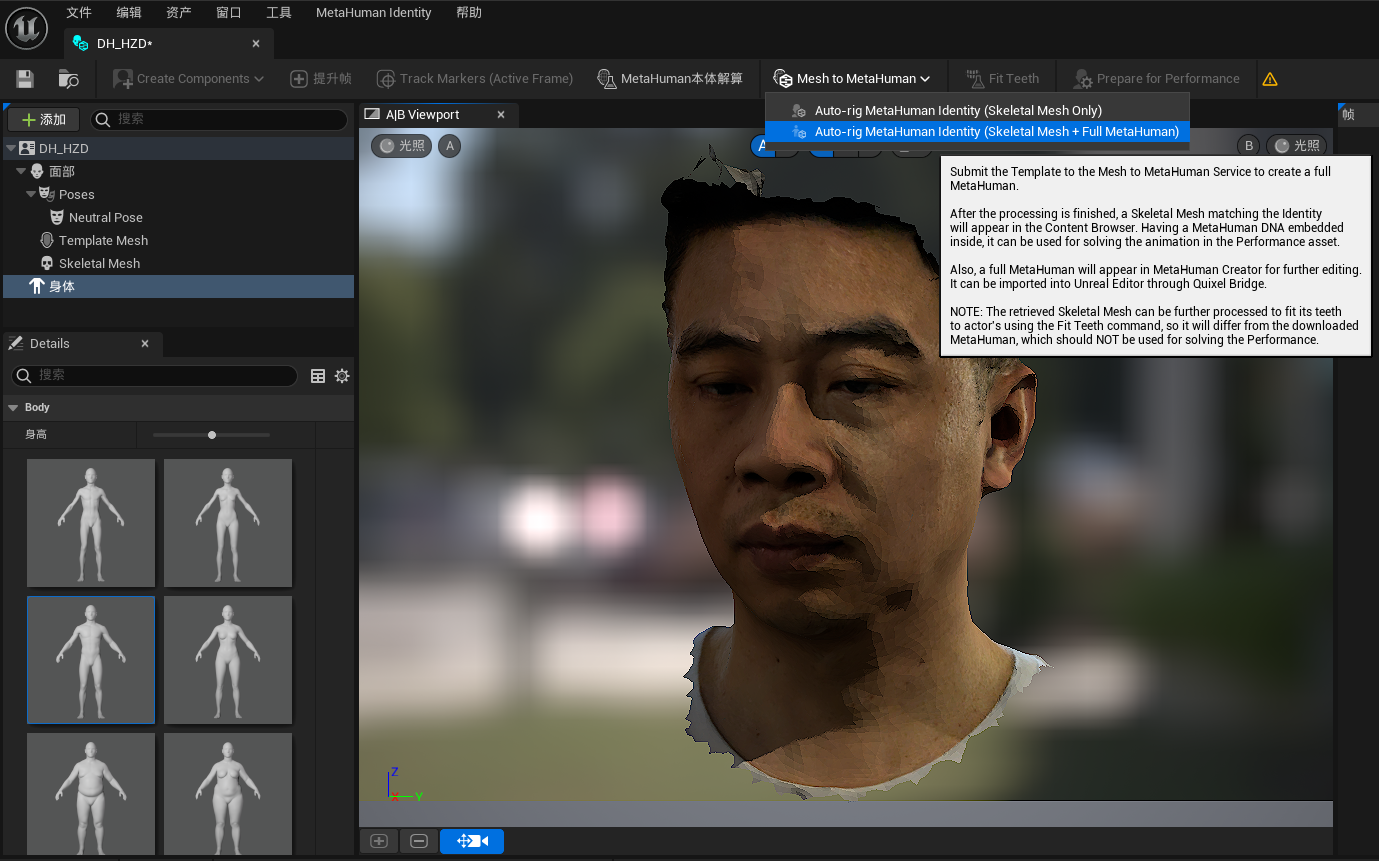 文件 编辑 资产 窗口 工具 MetaHuman Identity 帮助
DH_HZD*
Create Components 提升帧 Track Markers (Active Frame) MetaHuman本体解算 Mesh to MetaHuman Fit Teeth Prepare for Performance
Auto-rig MetaHuman Identity (Skeletal Mesh Only)
Auto-rig MetaHuman Identity (Skeletal Mesh + Full MetaHuman)
添加 搜索
DH_HZD
面部
Poses
Neutral Pose
Template Mesh
Skeletal Mesh
身体
Details
搜索
Body
身高
A|B Viewport
光照 A
A
B 光照
帧
Submit the Template to the Mesh to MetaHuman Service to create a full
MetaHuman.
After the processing is finished, a Skeletal Mesh matching the Identity
will appear in the Content Browser. Having a MetaHuman DNA embedded
inside, it can be used for solving the animation in the Performance asset.
Also, a full MetaHuman will appear in MetaHuman Creator for further editing.
It can be imported into Unreal Editor through Quixel Bridge.
NOTE: The retrieved Skeletal Mesh can be further processed to fit its teeth
to actor's using the Fit Teeth command, so it will differ from the downloaded
MetaHuman, which should NOT be used for solving the Performance.
Z
X Y